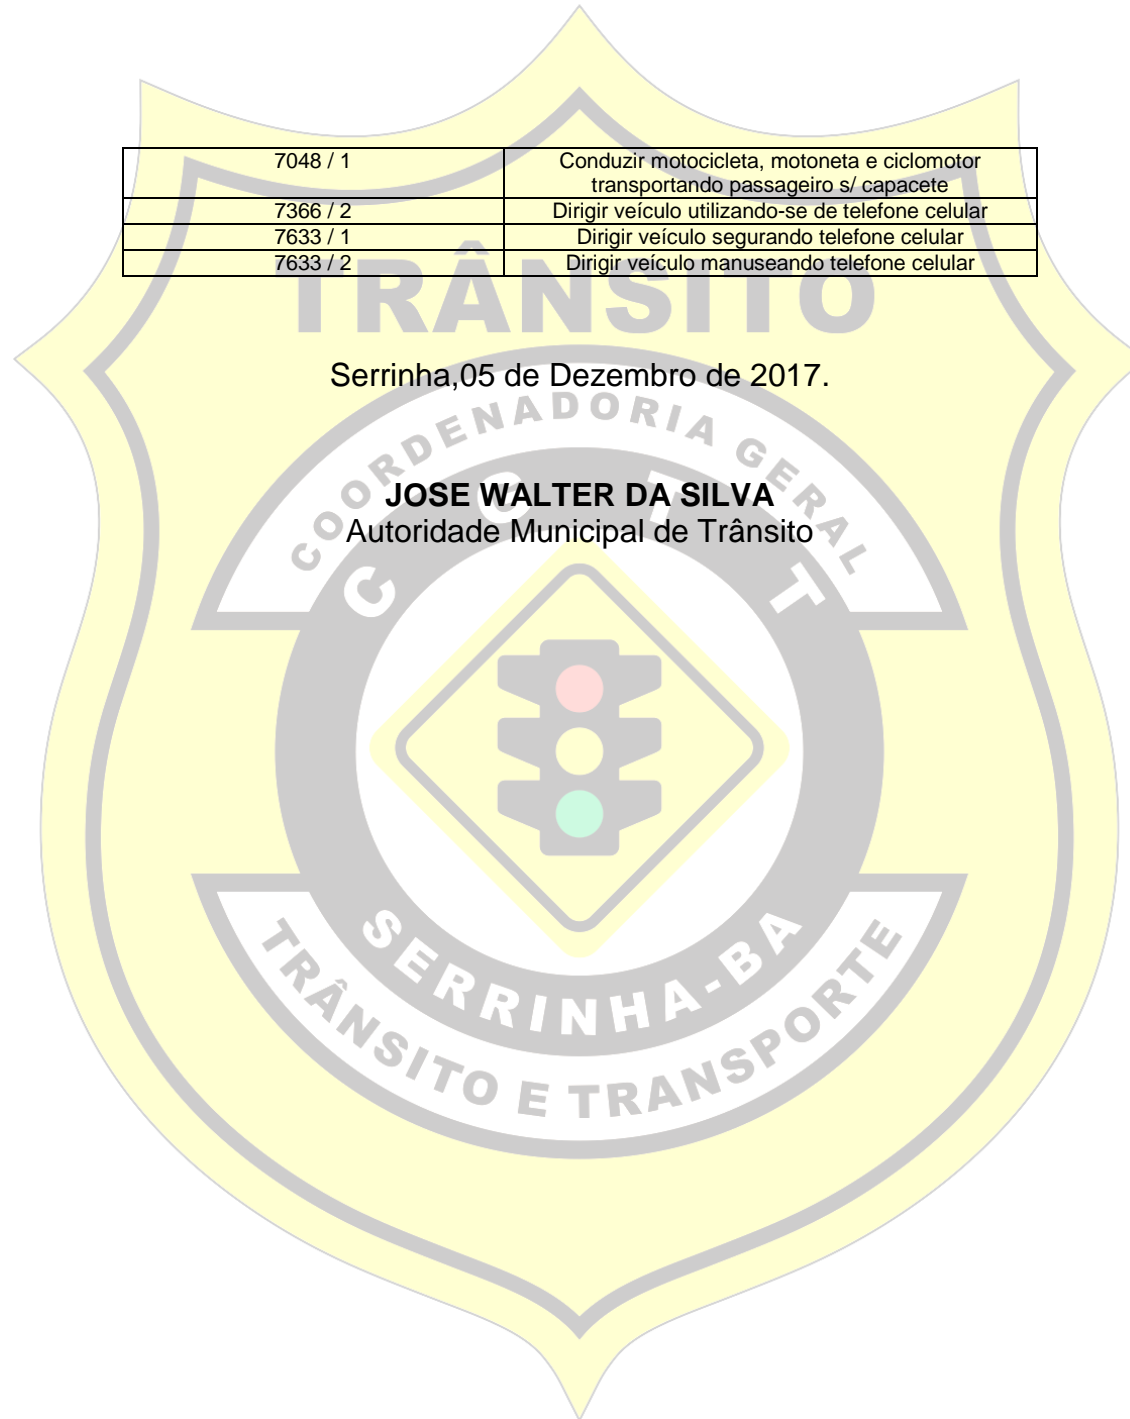 7048 / 1 Conduzir motocicleta, motoneta e ciclomotor
transportando passageiro s/ capacete
7366 / 2 Dirigir veículo utilizando-se de telefone celular
7633 / 1 Dirigir veículo segurando telefone celular
7633 / 2 Dirigir veículo manuseando telefone celular
TRÂNSITO
Serrinha,05 de Dezembro de 2017.
COORDENADORIA GERAL
C G T T
JOSE WALTER DA SILVA
Autoridade Municipal de Trânsito
SERRINHA-BA
TRÂNSITO E TRANSPORTE